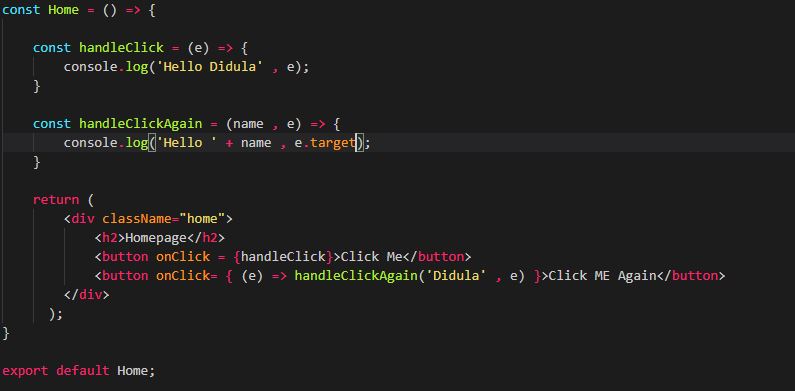 const Home = () => {
const handleClick = (e) => {
console.log('Hello Didula' , e);
}
const handleClickAgain = (name , e) => {
console.log('Hello ' + name , e.target);
}
return (
<div className="home">
<h2>Homepage</h2>
<button onClick = {handleClick}>Click Me</button>
<button onClick= { (e) => handleClickAgain('Didula' , e) }>Click ME Again</button>
</div>
);
}
export default Home;